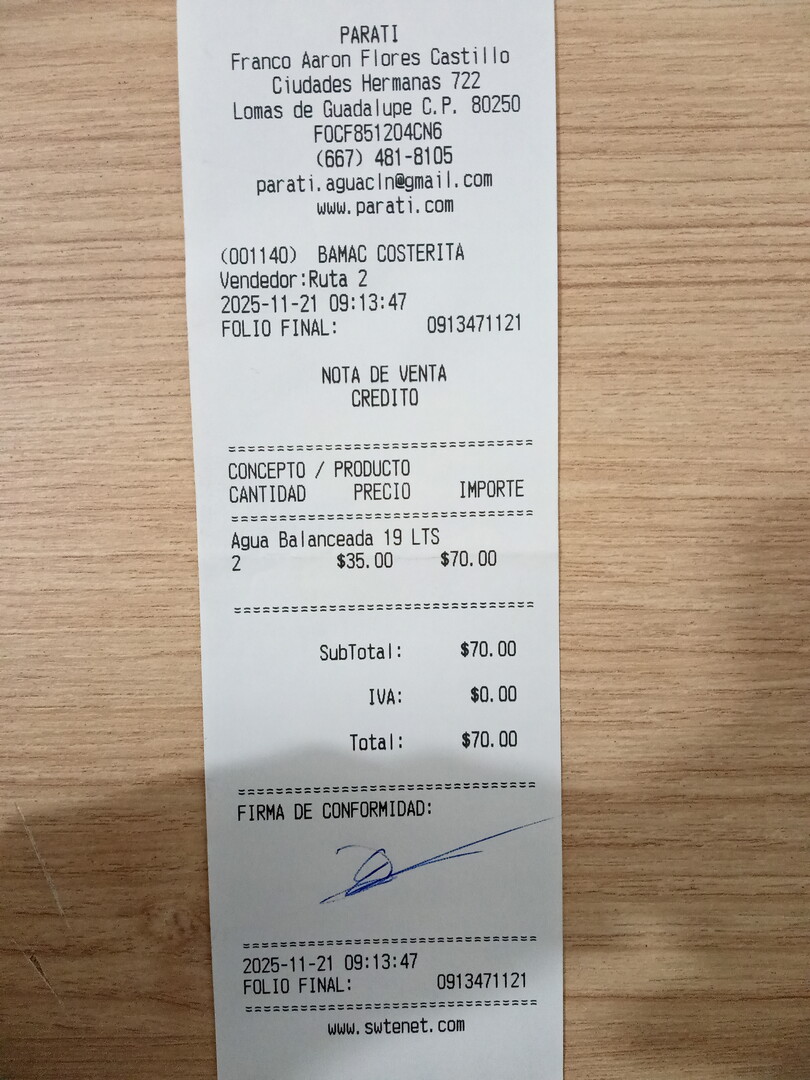 PARATI
Franco Aaron Flores Castillo
Ciudades Hermanas 722
Lomas de Guadalupe C.P. 80250
FOCF851204CN6
(667) 481-8105
parati.aguacln@gmail.com
www.parati.com
(001140) BAMAC COSTERITA
Vendedor:Ruta 2
2025-11-21 09:13:47
FOLIO FINAL: 0913471121
NOTA DE VENTA
CREDITO
================================
CONCEPTO / PRODUCTO
CANTIDAD PRECIO IMPORTE
================================
Agua Balanceada 19 LTS
2 $35.00 $70.00
================================
SubTotal: $70.00
IVA: $0.00
Total: $70.00
================================
FIRMA DE CONFORMIDAD:
================================
2025-11-21 09:13:47
FOLIO FINAL: 0913471121
================================
www.swtenet.com